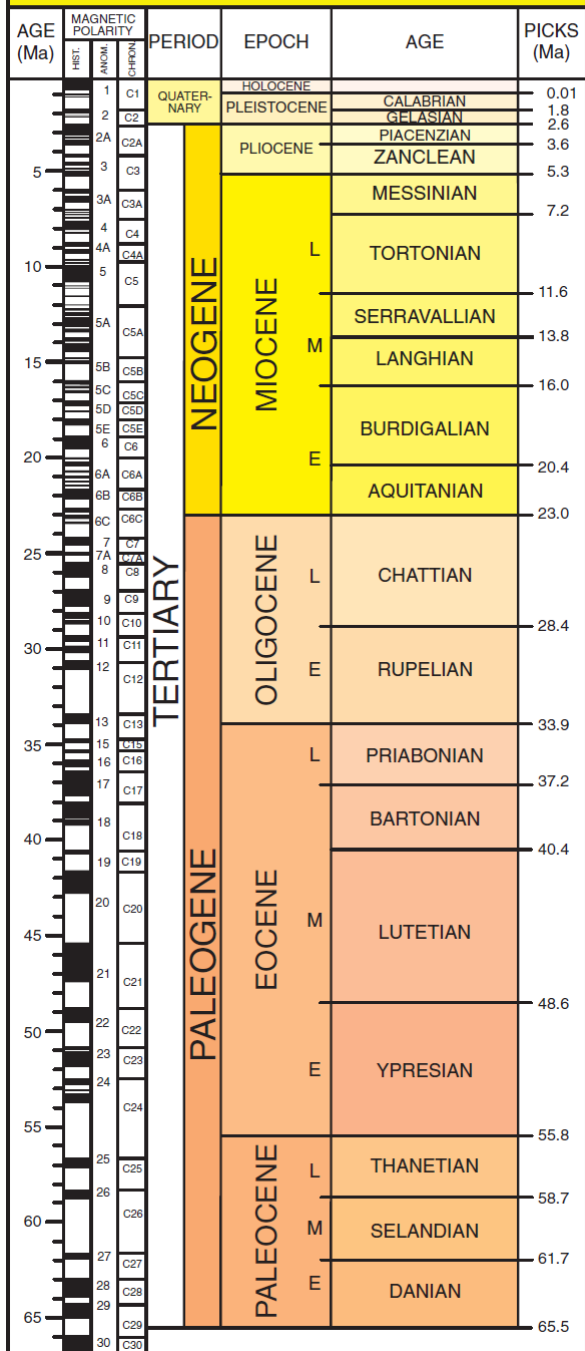 AGE
(Ma)
MAGNETIC
POLARITY
HIST.
ANOM.
CHRON.
PERIOD
EPOCH
AGE
PICKS
(Ma)
5
10
15
20
25
30
35
40
45
50
55
60
65
1
2
2A
3
3A
4
4A
5
5A
5B
5C
5D
5E
6
6A
6B
6C
7
7A
8
9
10
11
12
13
15
16
17
18
19
20
21
22
23
24
25
26
27
28
29
30
C1
C2
C2A
C3
C3A
C4
C4A
C5
C5A
C5B
C5C
C5D
C5E
C6
C6A
C6B
C6C
C7
C7A
C8
C9
C10
C11
C12
C13
C15
C16
C17
C18
C19
C20
C21
C22
C23
C24
C25
C26
C27
C28
C29
C30
QUATER-
NARY
TERTIARY
NEOGENE
PALEOGENE
HOLOCENE
PLEISTOCENE
PLIOCENE
MIOCENE
L
M
E
OLIGOCENE
L
E
EOCENE
L
M
E
PALEOCENE
L
M
E
CALABRIAN
GELASIAN
PIACENZIAN
ZANCLEAN
MESSINIAN
TORTONIAN
SERRAVALLIAN
LANGHIAN
BURDIGALIAN
AQUITANIAN
CHATTIAN
RUPELIAN
PRIABONIAN
BARTONIAN
LUTETIAN
YPRESIAN
THANETIAN
SELANDIAN
DANIAN
0.01
1.8
2.6
3.6
5.3
7.2
11.6
13.8
16.0
20.4
23.0
28.4
33.9
37.2
40.4
48.6
55.8
58.7
61.7
65.5